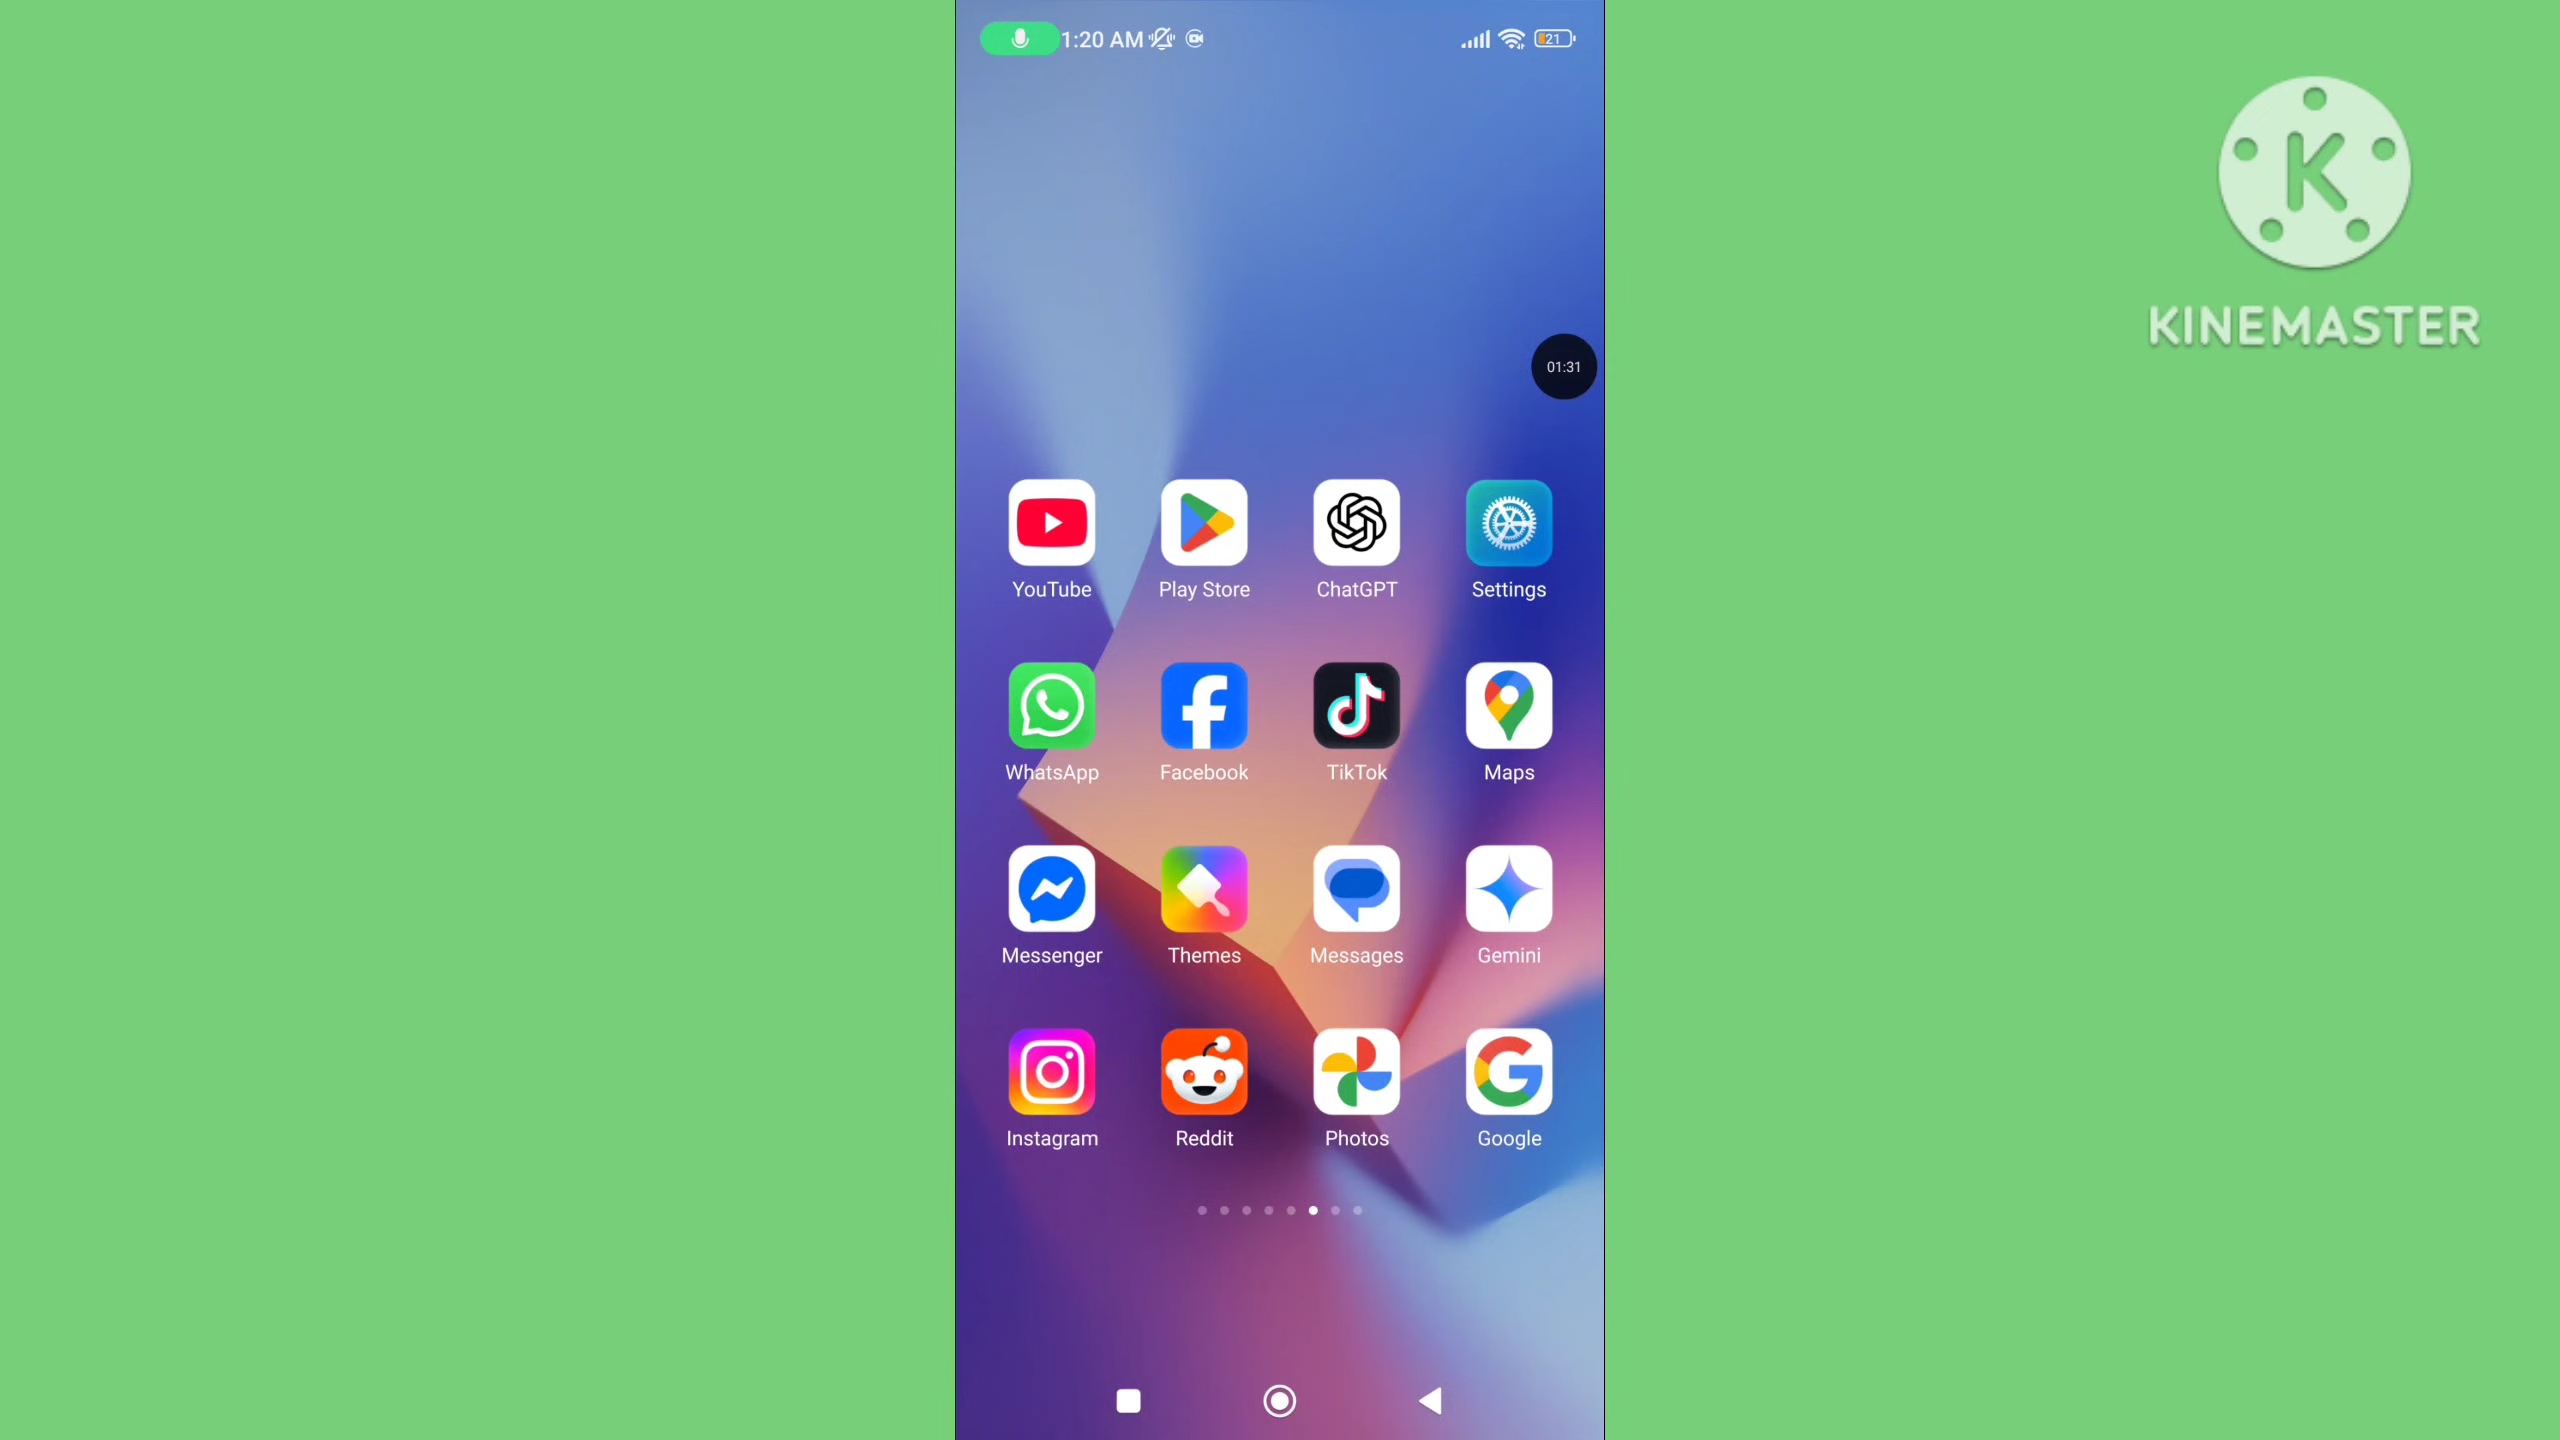 1:20 AM
21
K
KINEMASTER
01:31
YouTube
Play Store
ChatGPT
Settings
WhatsApp
Facebook
TikTok
Maps
Messenger
Themes
Messages
Gemini
Instagram
Reddit
Photos
Google